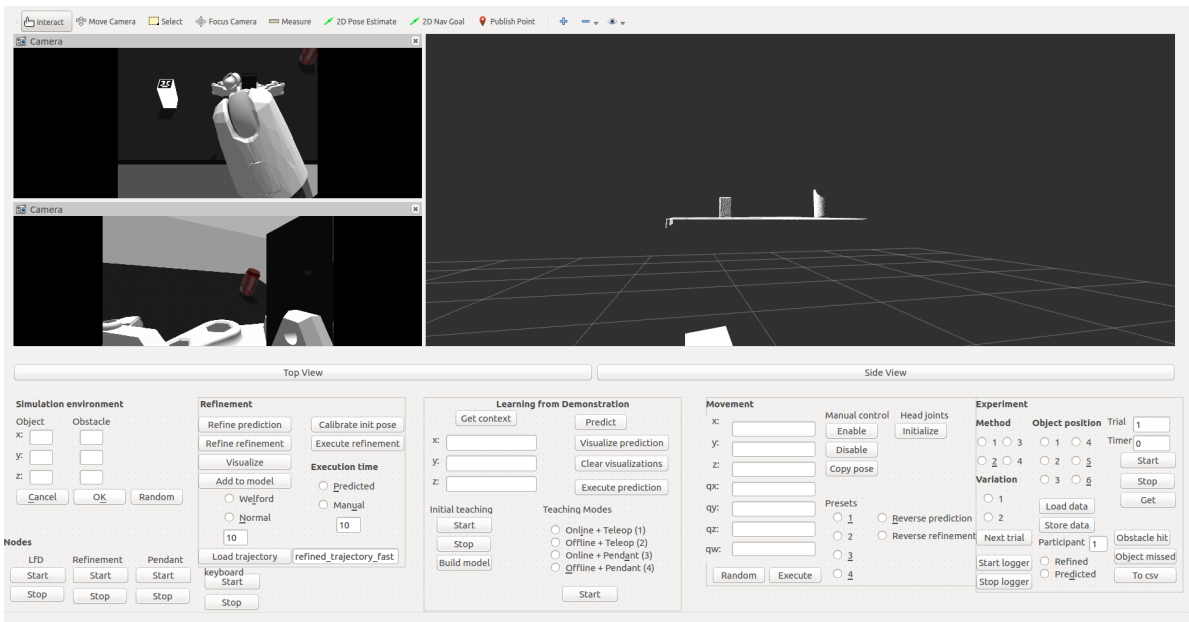 Interact Move Camera Select Focus Camera Measure 2D Pose Estimate 2D Nav Goal Publish Point
Camera
Camera
Top View Side View
Simulation environment
Object Obstacle
x:
y:
z:
Cancel OK Random
Nodes
LfD Refinement Pendant keyboard
Start Start Start Start
Stop Stop Stop Stop
Refinement
Refine prediction Calibrate init pose
Refine refinement Execute refinement
Visualize
Execution time
Add to model
Predicted
Welford
Manual
Normal
10
10
Load trajectory refined_trajectory_fast
Learning from Demonstration
Get context Predict
x: Visualize prediction
y: Clear visualizations
z: Execute prediction
Initial teaching Teaching Modes
Start Online + Teleop (1)
Stop Offline + Teleop (2)
Build model Online + Pendant (3)
Offline + Pendant (4)
Start
Movement
x:
y:
z:
qx:
qy:
qz:
qw:
Random Execute
Manual control Head joints
Enable Initialize
Disable
Copy pose
Presets
1 Reverse prediction
2 Reverse refinement
3
4
Experiment
Method Object position Trial 1
1 3 1 4 Timer 0
2 4 2 5 Start
Variation 3 6 Stop
1 Load data Get
2 Store data
Next trial Participant 1 Obstacle hit
Start logger Refined Object missed
Stop logger Predicted To csv